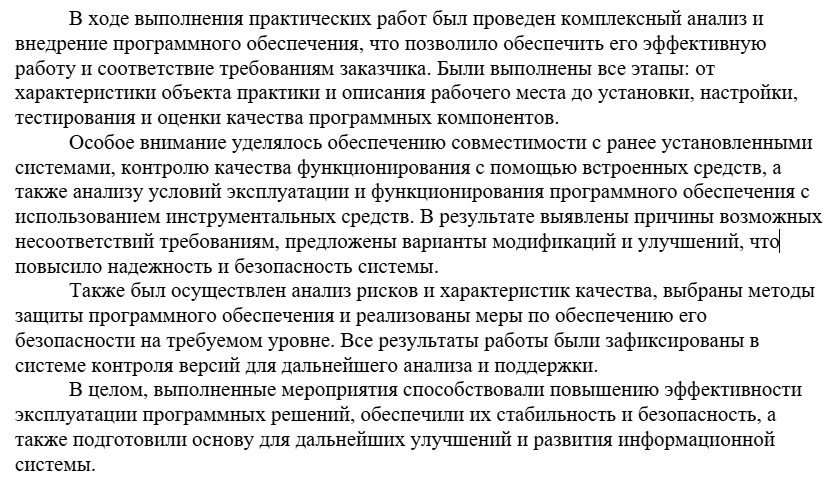 В ходе выполнения практических работ был проведен комплексный анализ и
внедрение программного обеспечения, что позволило обеспечить его эффективную
работу и соответствие требованиям заказчика. Были выполнены все этапы: от
характеристики объекта практики и описания рабочего места до установки, настройки,
тестирования и оценки качества программных компонентов.
Особое внимание уделялось обеспечению совместимости с ранее установленными
системами, контролю качества функционирования с помощью встроенных средств, а
также анализу условий эксплуатации и функционирования программного обеспечения с
использованием инструментальных средств. В результате выявлены причины возможных
несоответствий требованиям, предложены варианты модификаций и улучшений, что
повысило надежность и безопасность системы.
Также был осуществлен анализ рисков и характеристик качества, выбраны методы
защиты программного обеспечения и реализованы меры по обеспечению его
безопасности на требуемом уровне. Все результаты работы были зафиксированы в
системе контроля версий для дальнейшего анализа и поддержки.
В целом, выполненные мероприятия способствовали повышению эффективности
эксплуатации программных решений, обеспечили их стабильность и безопасность, а
также подготовили основу для дальнейших улучшений и развития информационной
системы.